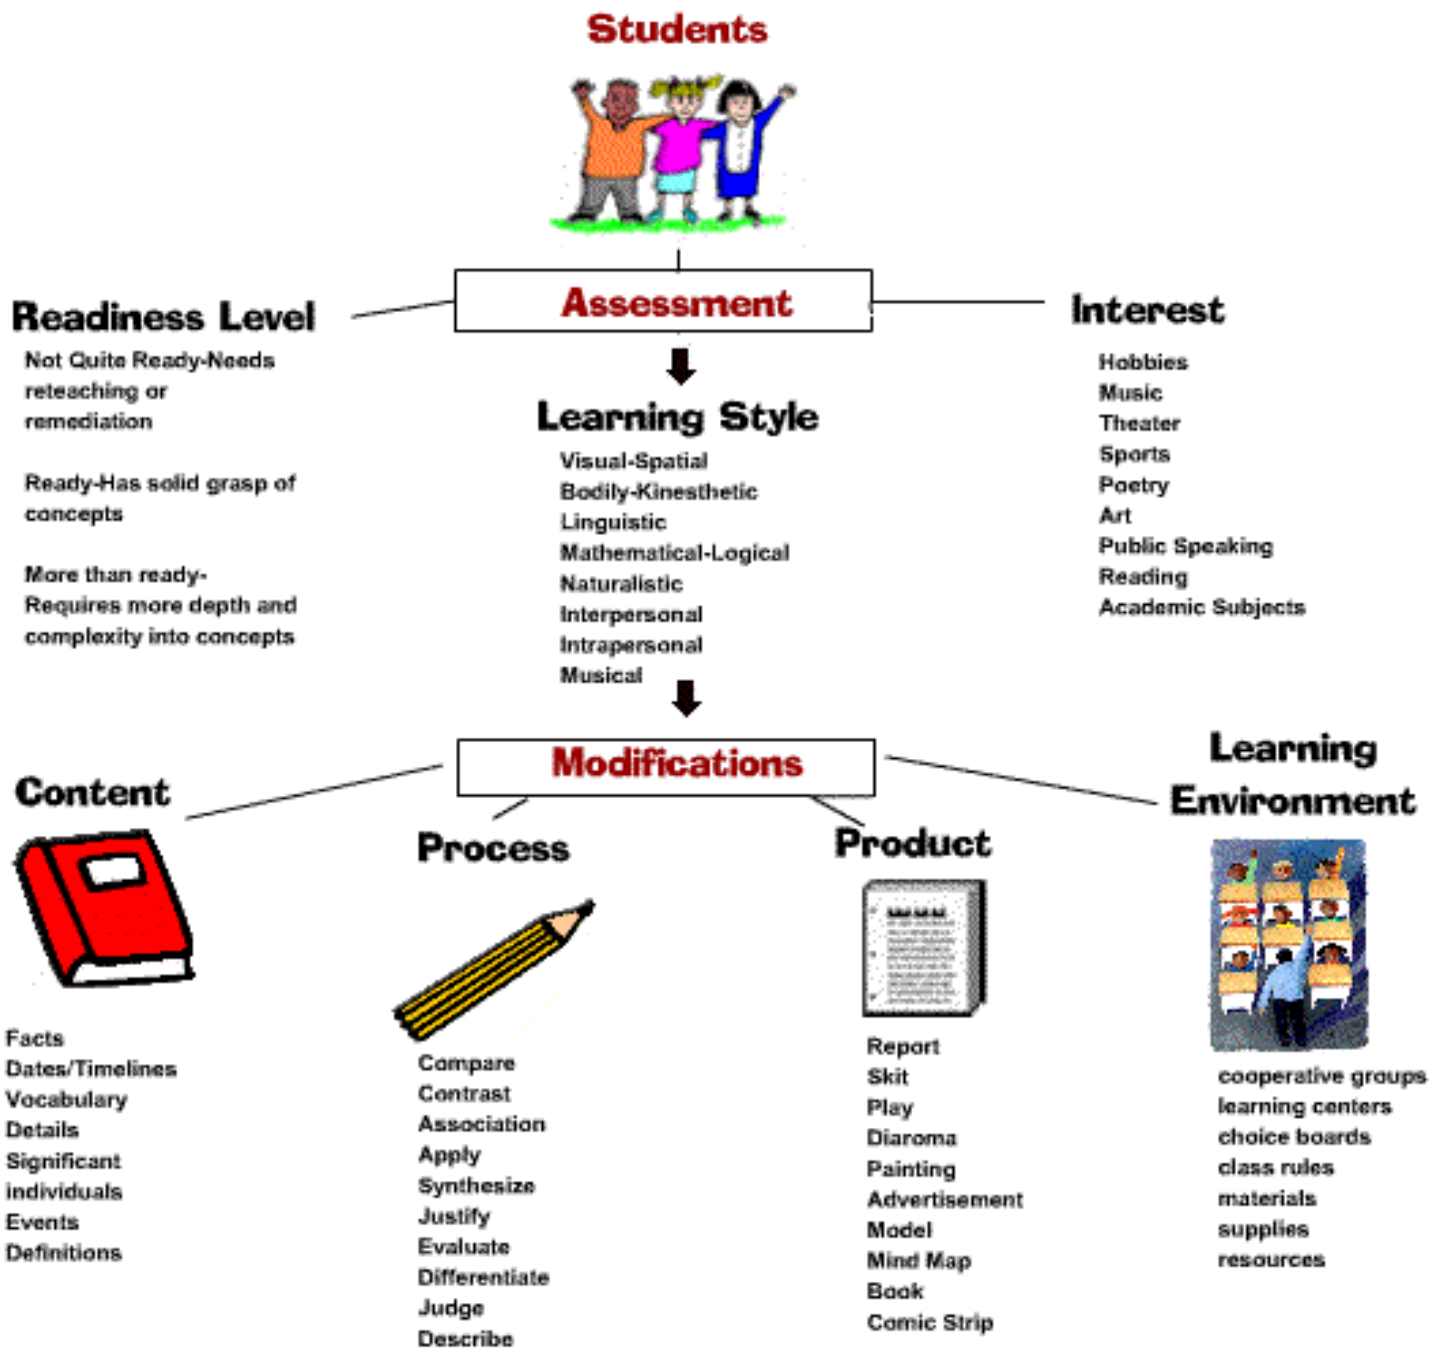 Students
Assessment
Readiness Level
Not Quite Ready-Needs
reteaching or
remediation
Ready-Has solid grasp of
concepts
More than ready-
Requires more depth and
complexity into concepts
Learning Style
Visual-Spatial
Bodily-Kinesthetic
Linguistic
Mathematical-Logical
Naturalistic
Interpersonal
Intrapersonal
Musical
Interest
Hobbies
Music
Theater
Sports
Poetry
Art
Public Speaking
Reading
Academic Subjects
Modifications
Content
Facts
Dates/Timelines
Vocabulary
Details
Significant
individuals
Events
Definitions
Process
Compare
Contrast
Association
Apply
Synthesize
Justify
Evaluate
Differentiate
Judge
Describe
Product
Report
Skit
Play
Diaroma
Painting
Advertisement
Model
Mind Map
Book
Comic Strip
Learning
Environment
cooperative groups
learning centers
choice boards
class rules
materials
supplies
resources